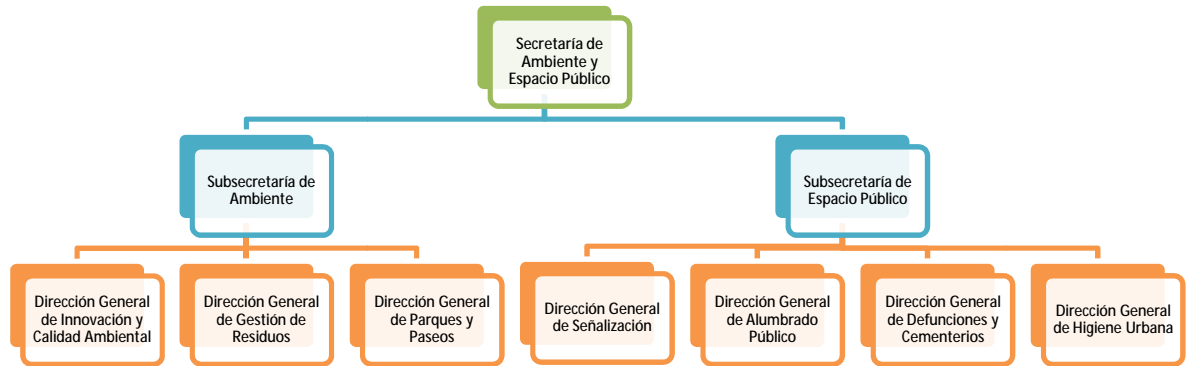 Secretaría de
Ambiente y
Espacio Público
Subsecretaría de
Ambiente
Subsecretaría de
Espacio Público
Dirección General
de Innovación y
Calidad Ambiental
Dirección General
de Gestión de
Residuos
Dirección General
de Parques y
Paseos
Dirección General
de Señalización
Dirección General
de Alumbrado
Público
Dirección General
de Defunciones y
Cementerios
Dirección General
de Higiene Urbana